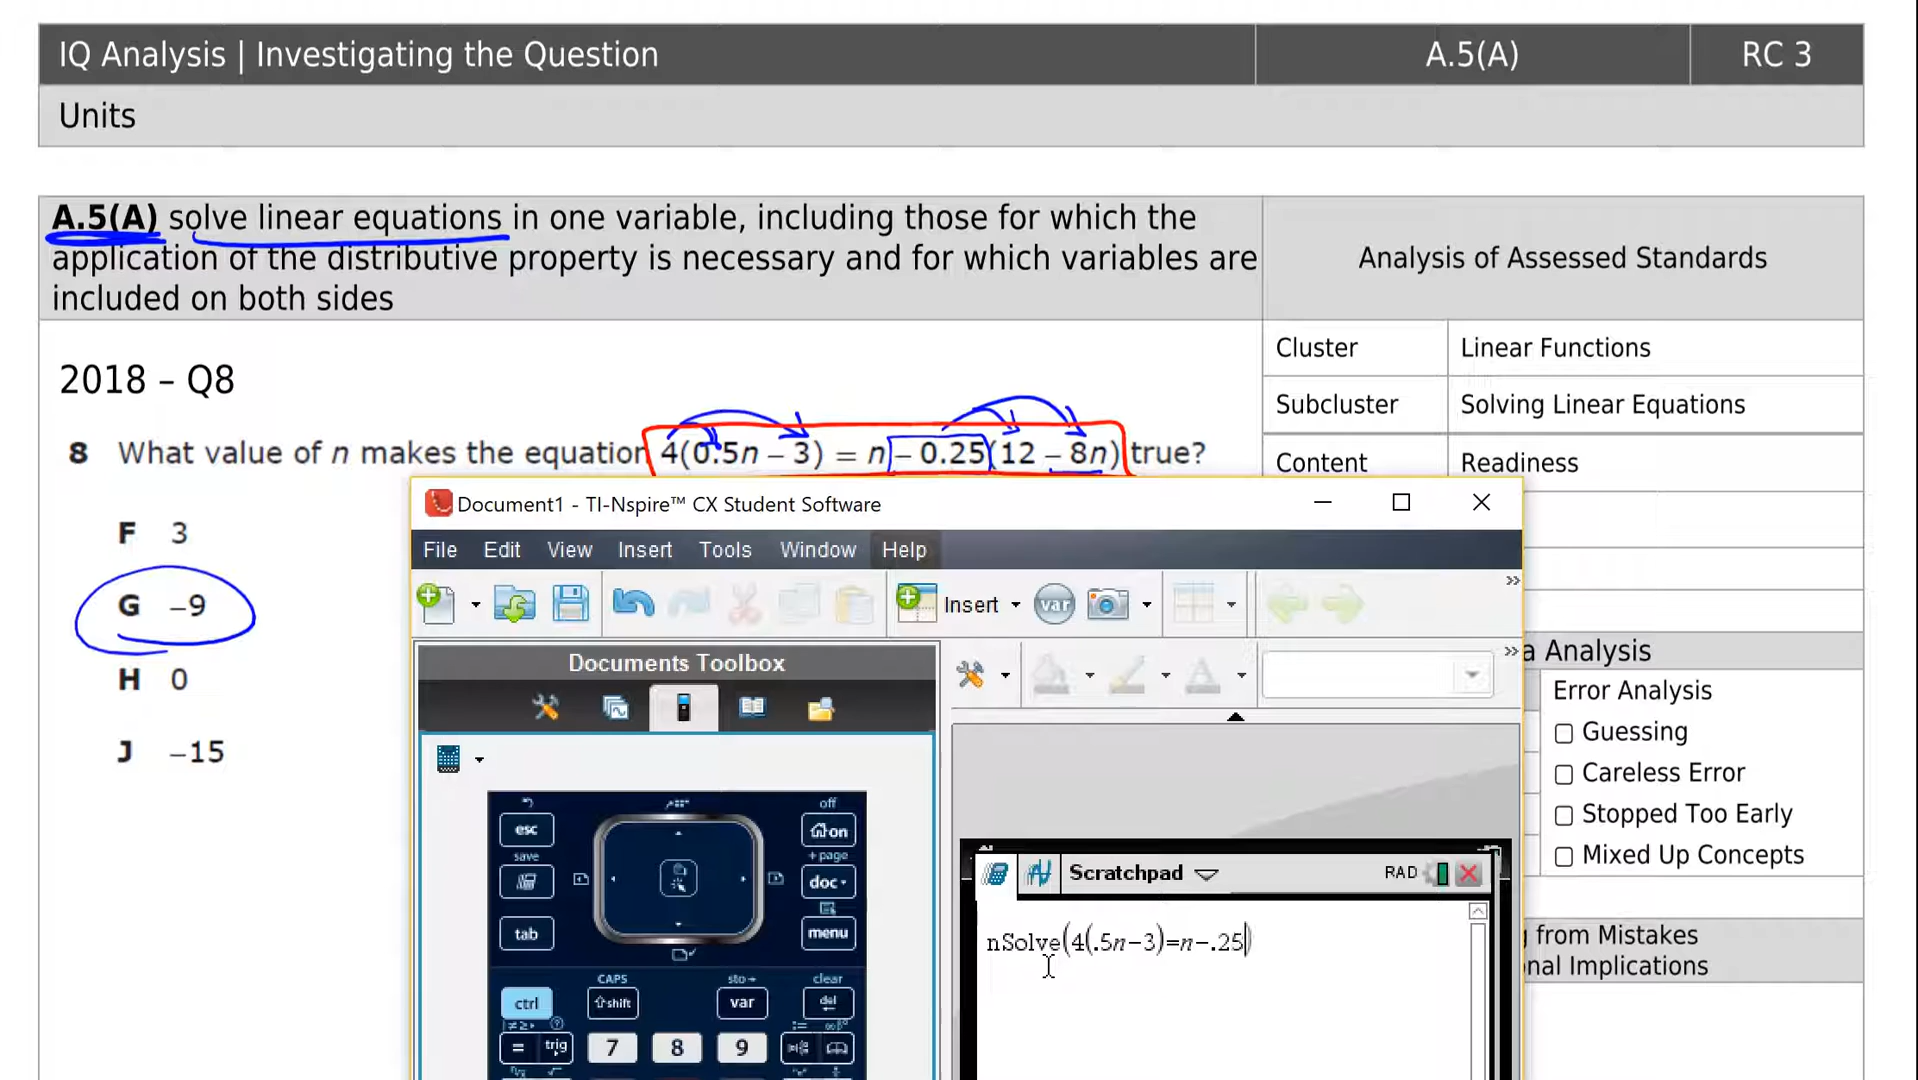 IQ Analysis | Investigating the Question
A.5(A)
RC 3
Units
A.5(A) solve linear equations in one variable, including those for which the
application of the distributive property is necessary and for which variables are
included on both sides
Analysis of Assessed Standards
Cluster
Linear Functions
Subcluster
Solving Linear Equations
Content
Readiness
2018 – Q8
8 What value of n makes the equation 4(0.5n – 3) = n – 0.25(12 – 8n) true?
F 3
G –9
H 0
J –15
Document1 - TI-Nspire™ CX Student Software
File Edit View Insert Tools Window Help
Insert
var
Documents Toolbox
a Analysis
Error Analysis
Guessing
Careless Error
Stopped Too Early
Mixed Up Concepts
from Mistakes
nal Implications
off
esc
on
save
+ page
doc
tab
menu
CAPS
sto→
clear
ctrl
shift
var
del
= trig
7 8 9
Scratchpad
RAD
nSolve(4(.5n−3)=n−.25)